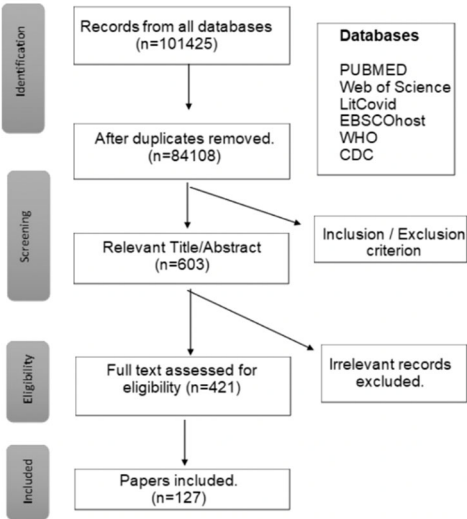 Identification
Records from all databases
(n=101425)
Databases
PUBMED
Web of Science
LitCovid
EBSCOhost
WHO
CDC
After duplicates removed.
(n=84108)
Screening
Inclusion / Exclusion
criterion
Relevant Title/Abstract
(n=603)
Eligibility
Full text assessed for
eligibility (n=421)
Irrelevant records
excluded.
Included
Papers included.
(n=127)